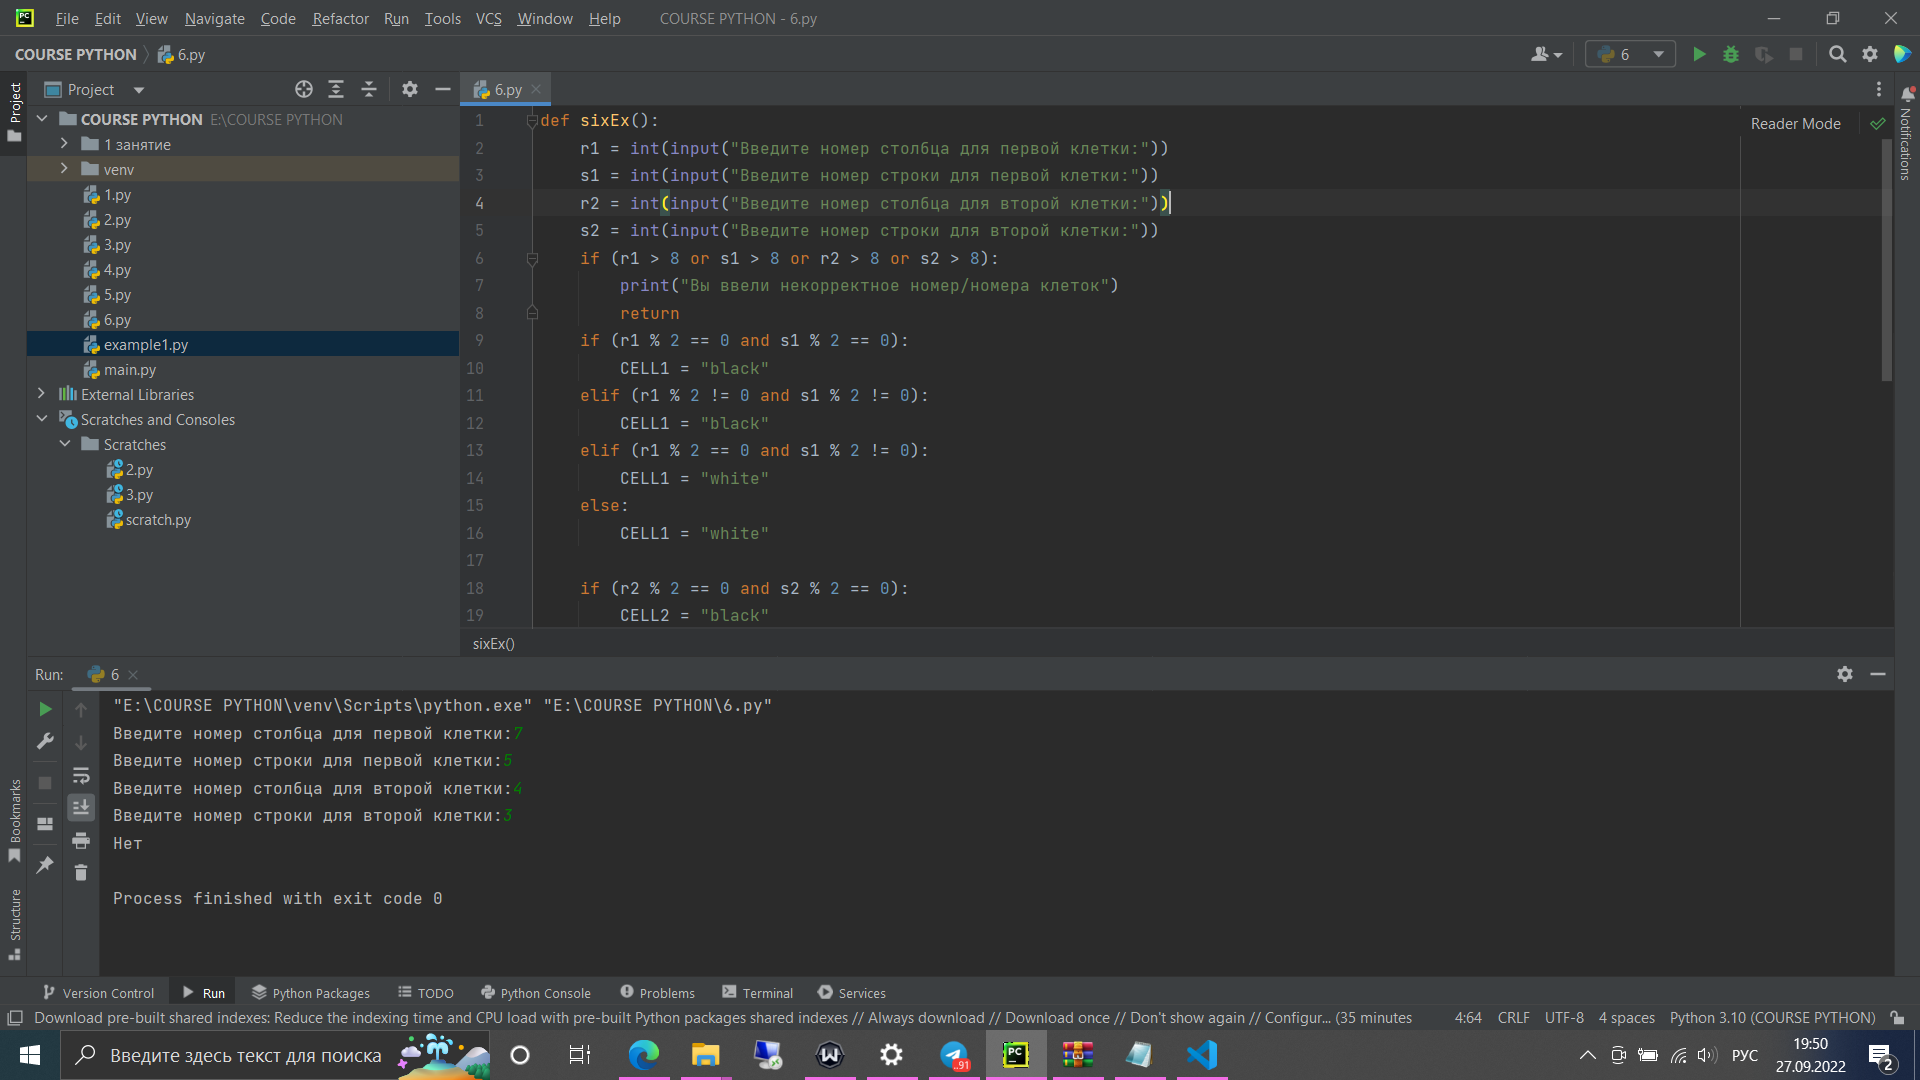 File Edit View Navigate Code Refactor Run Tools VCS Window Help COURSE PYTHON - 6.py
COURSE PYTHON 6.py
6
Project
6.py
Project
COURSE PYTHON E:\COURSE PYTHON
1 занятие
venv
1.py
2.py
3.py
4.py
5.py
6.py
example1.py
main.py
External Libraries
Scratches and Consoles
Scratches
2.py
3.py
scratch.py
Reader Mode
Notifications
1 def sixEx():
2 r1 = int(input("Введите номер столбца для первой клетки:"))
3 s1 = int(input("Введите номер строки для первой клетки:"))
4 r2 = int(input("Введите номер столбца для второй клетки:"))
5 s2 = int(input("Введите номер строки для второй клетки:"))
6 if (r1 > 8 or s1 > 8 or r2 > 8 or s2 > 8):
7 print("Вы ввели некорректное номер/номера клеток")
8 return
9 if (r1 % 2 == 0 and s1 % 2 == 0):
10 CELL1 = "black"
11 elif (r1 % 2 != 0 and s1 % 2 != 0):
12 CELL1 = "black"
13 elif (r1 % 2 == 0 and s1 % 2 != 0):
14 CELL1 = "white"
15 else:
16 CELL1 = "white"
17
18 if (r2 % 2 == 0 and s2 % 2 == 0):
19 CELL2 = "black"
sixEx()
Run: 6
"E:\COURSE PYTHON\venv\Scripts\python.exe" "E:\COURSE PYTHON\6.py"
Введите номер столбца для первой клетки:7
Введите номер строки для первой клетки:5
Введите номер столбца для второй клетки:4
Введите номер строки для второй клетки:3
Нет
Process finished with exit code 0
Bookmarks
Structure
Version Control Run Python Packages TODO Python Console Problems Terminal Services
Download pre-built shared indexes: Reduce the indexing time and CPU load with pre-built Python packages shared indexes // Always download // Download once // Don't show again // Configur... (35 minutes 4:64 CRLF UTF-8 4 spaces Python 3.10 (COURSE PYTHON)
Введите здесь текст для поиска
91
PC
РУС
19:50
27.09.2022
2